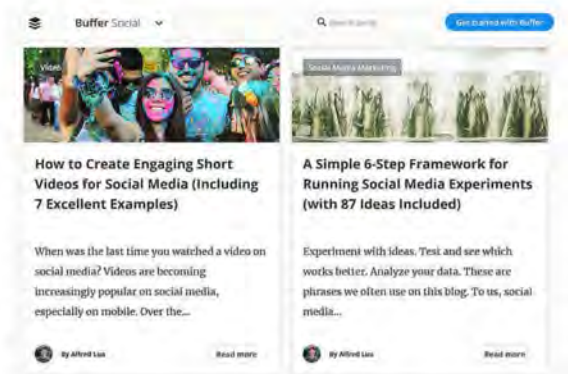 Buffer Social
Get started with Buffer
Video
Social Media Marketing
How to Create Engaging Short
Videos for Social Media (Including
7 Excellent Examples)
When was the last time you watched a video on
social media? Videos are becoming
increasingly popular on social media,
especially on mobile. Over the...
By Alfred Lua
Read more
A Simple 6-Step Framework for
Running Social Media Experiments
(with 87 Ideas Included)
Experiment with ideas. Test and see which
works better. Analyze your data. These are
phrases we often use on this blog. To us, social
media...
By Alfred Lua
Read more